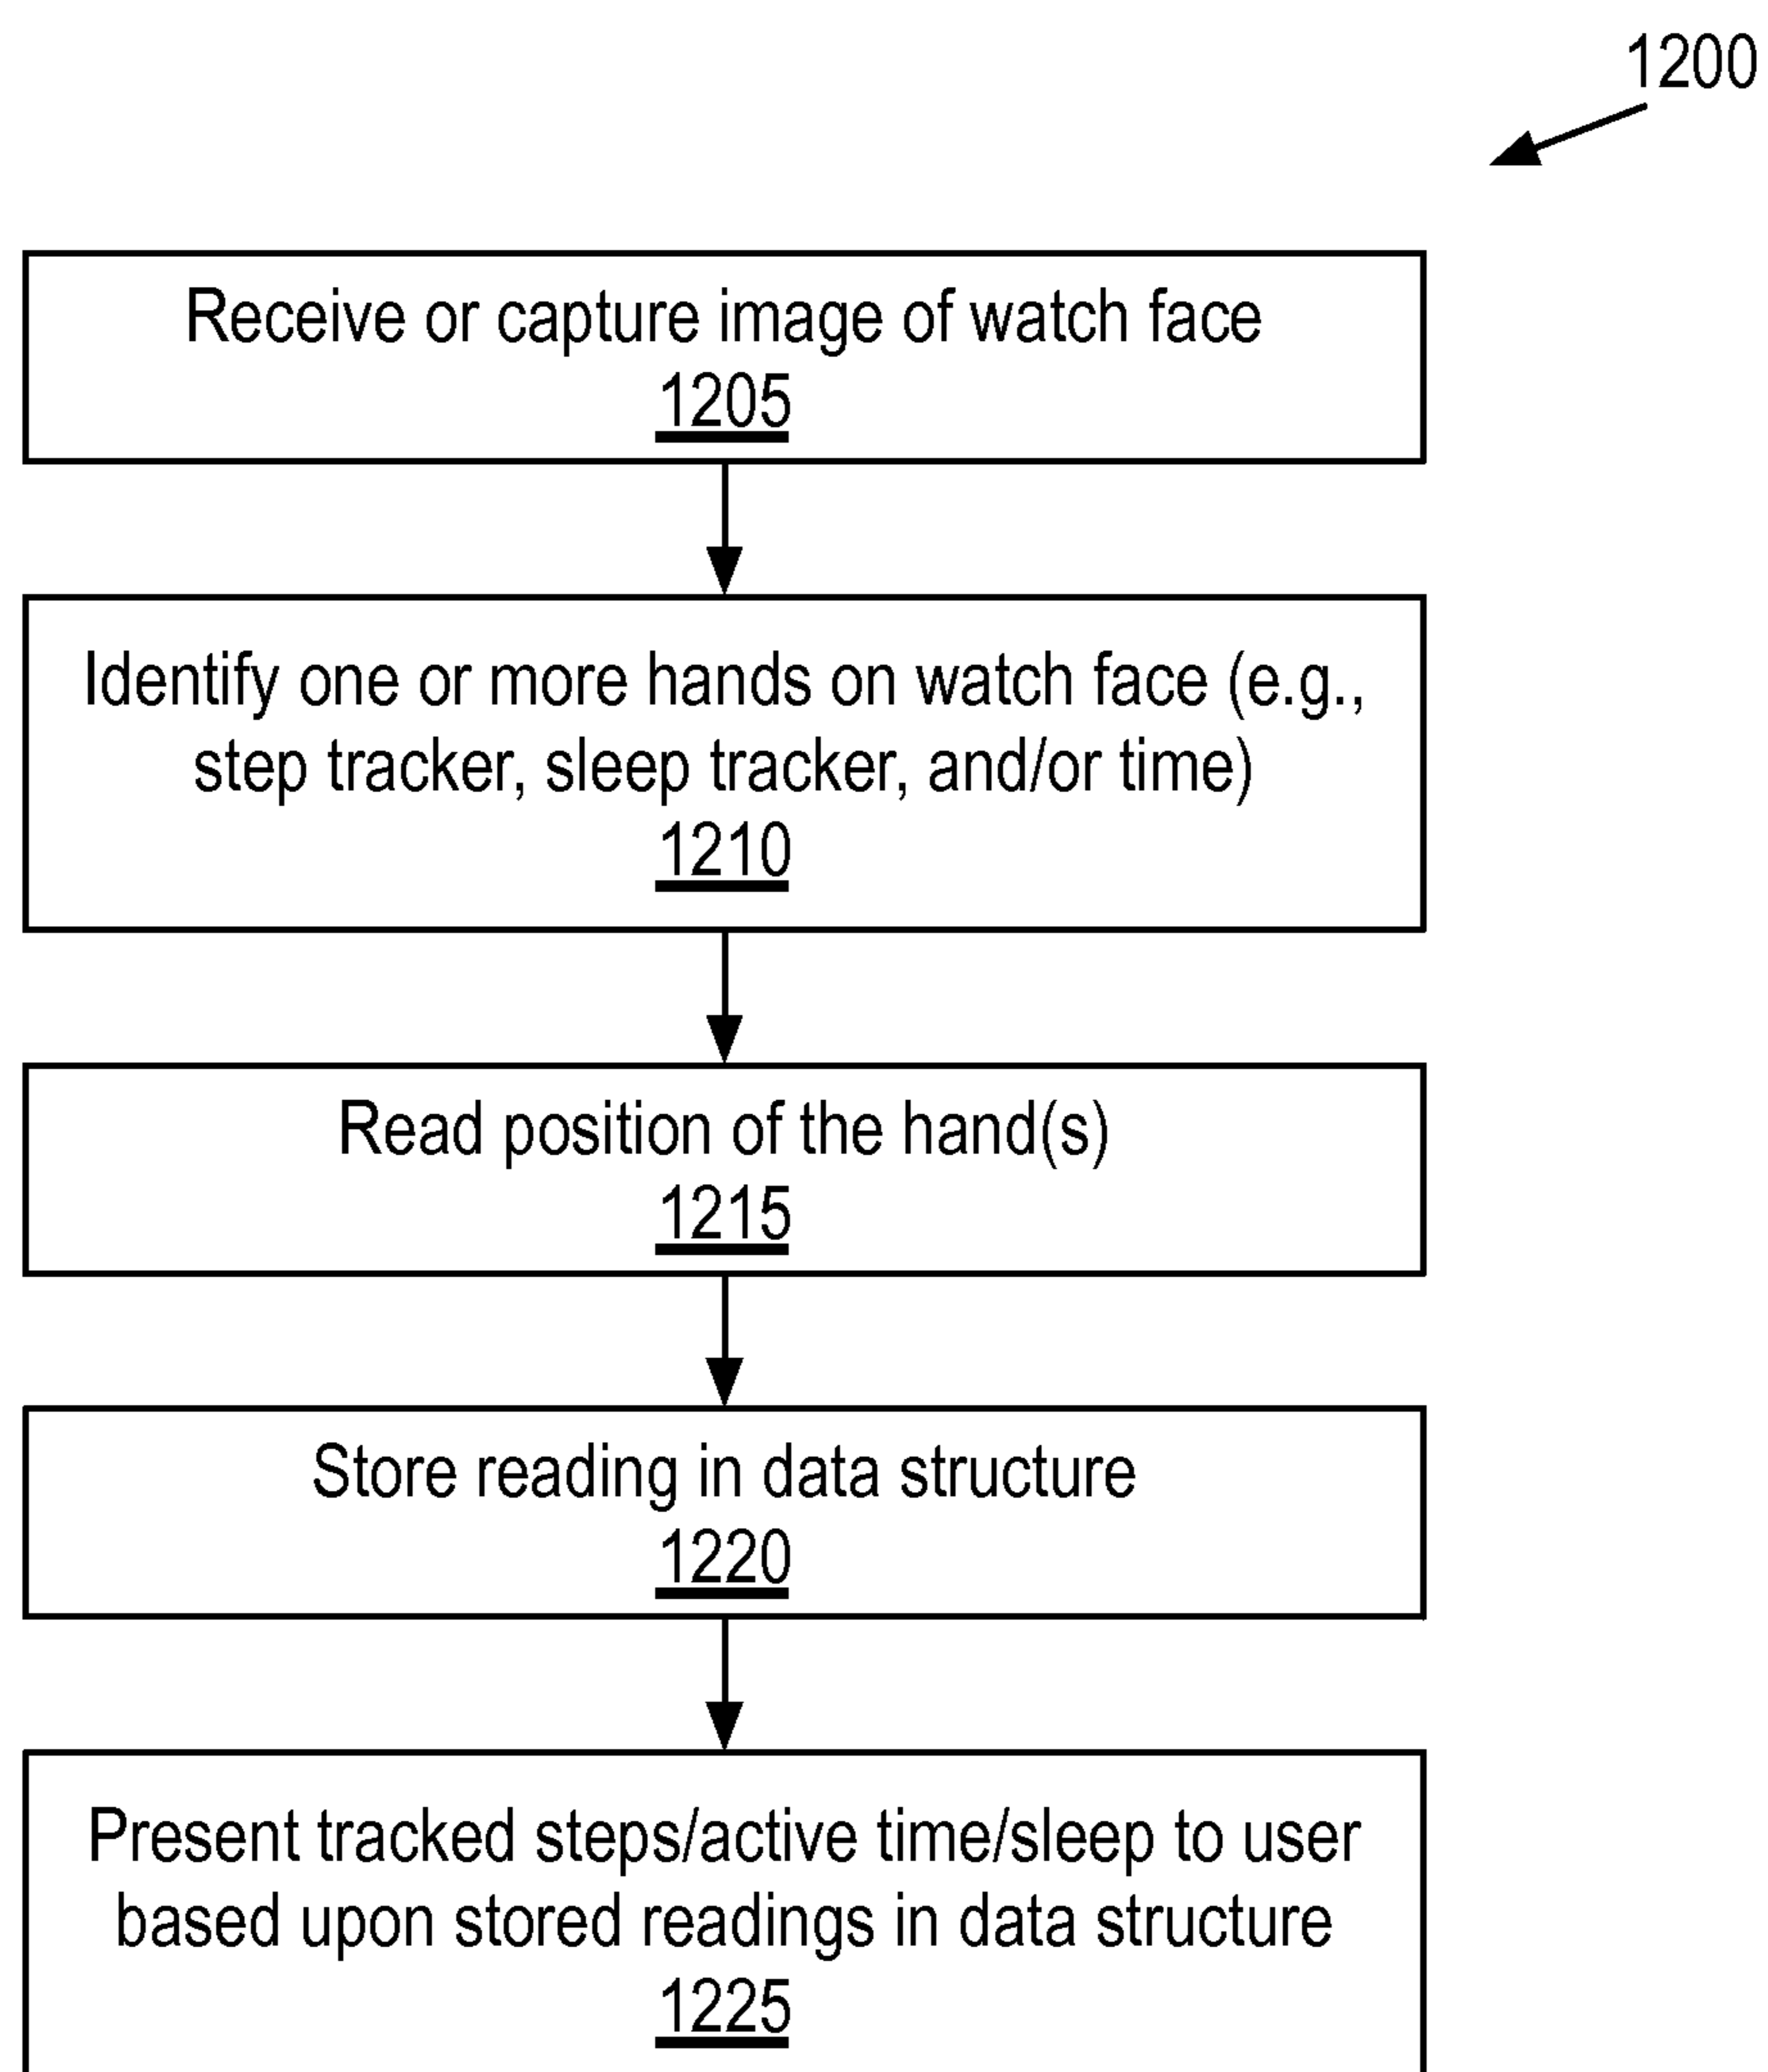 1200
Receive or capture image of watch face
1205
Identify one or more hands on watch face (e.g.,
step tracker, sleep tracker, and/or time)
1210
Read position of the hand(s)
1215
Store reading in data structure
1220
Present tracked steps/active time/sleep to user
based upon stored readings in data structure
1225